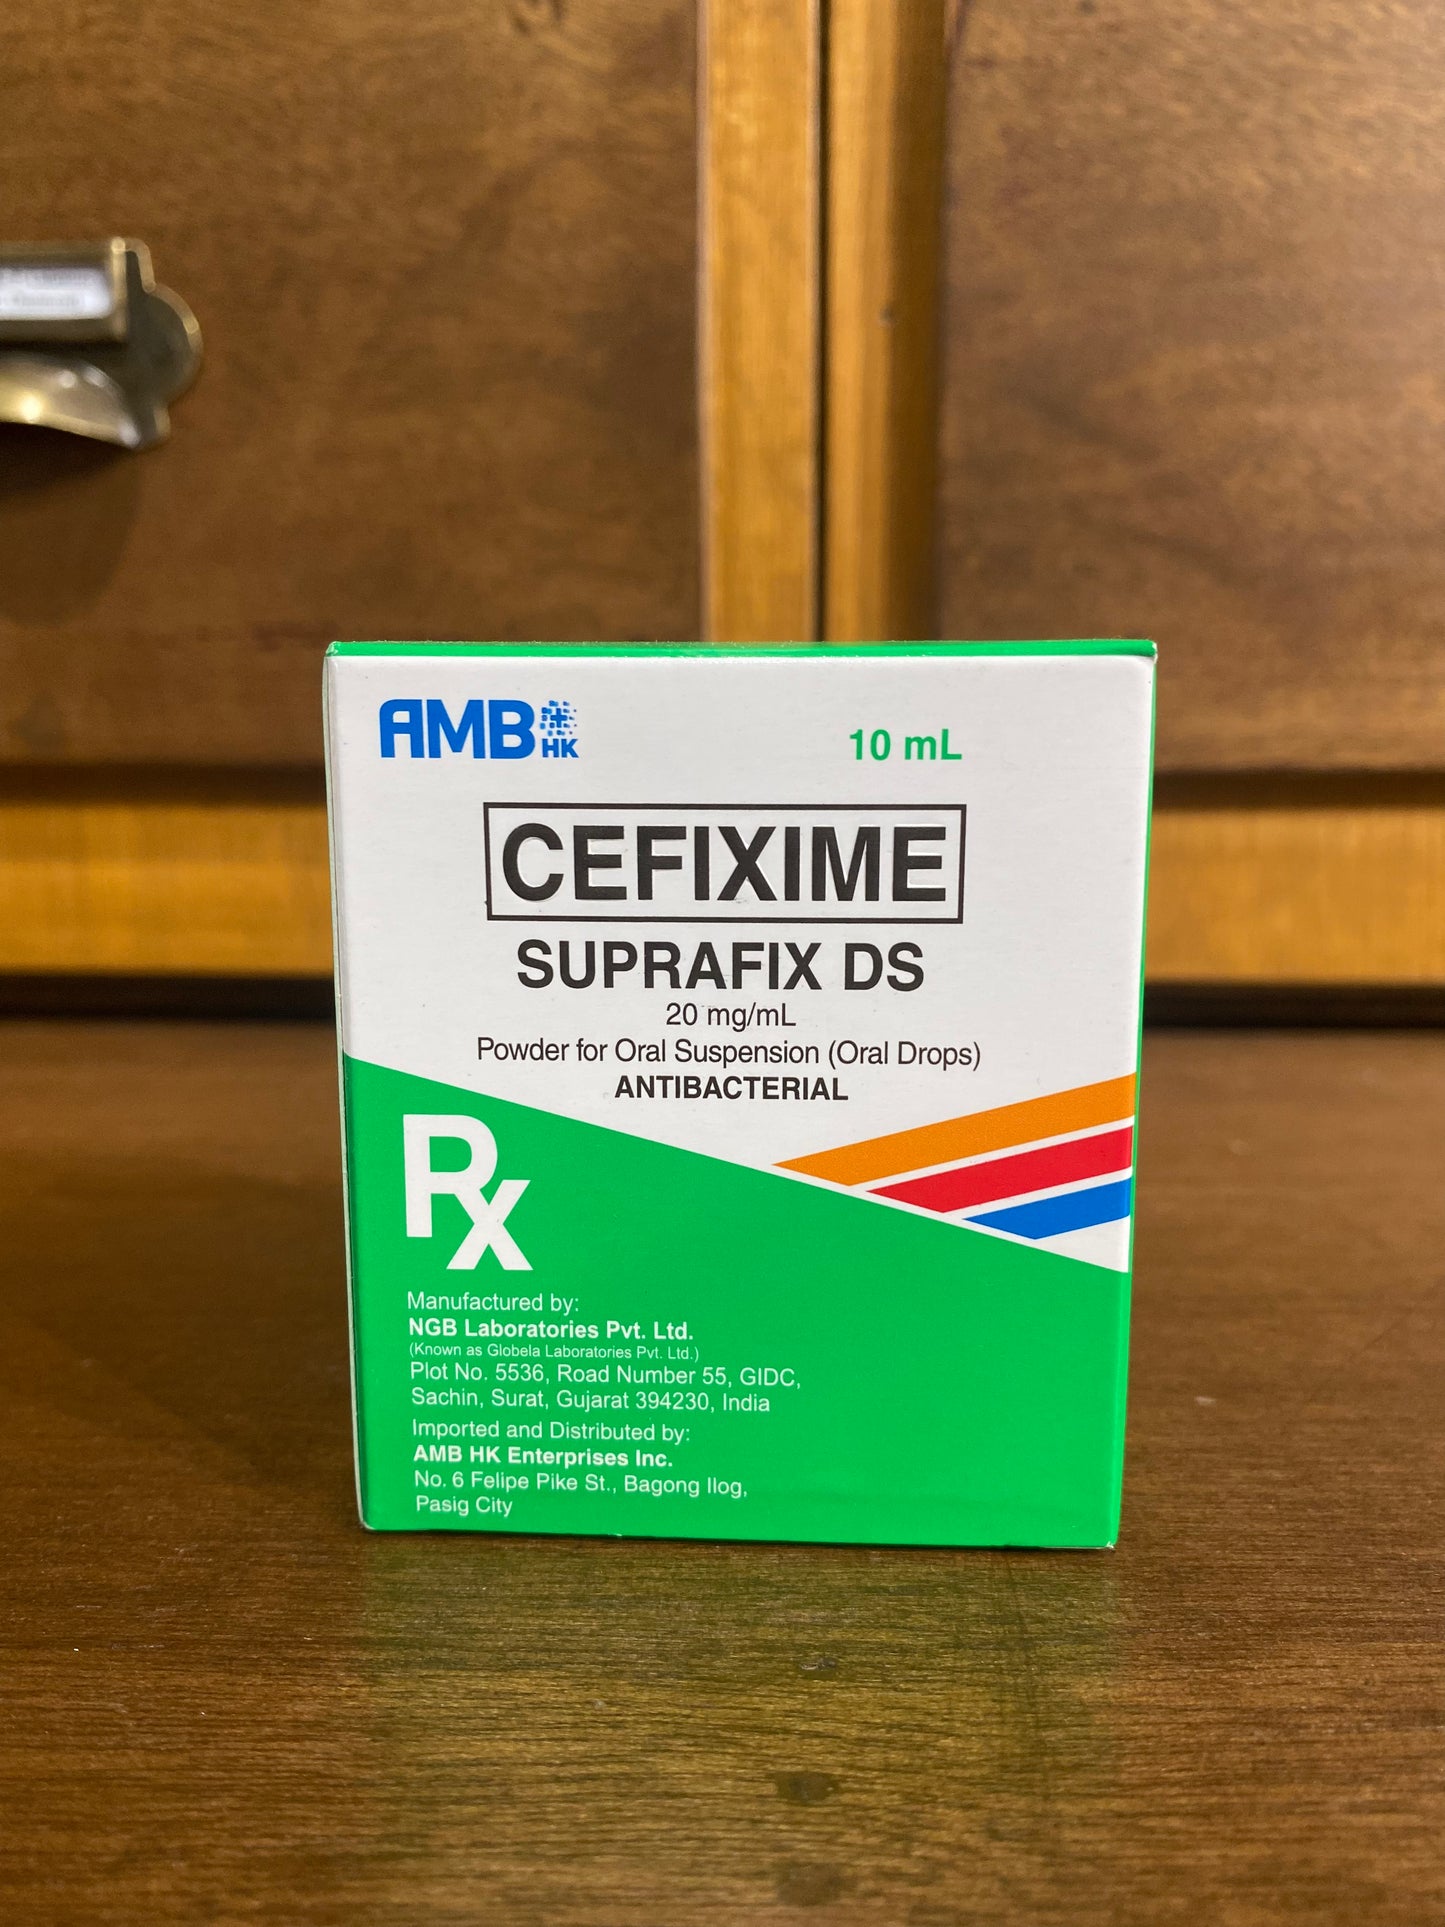 AMB HK
10 mL
CEFIXIME
SUPRAFIX DS
20 mg/mL
Powder for Oral Suspension (Oral Drops)
ANTIBACTERIAL
Rx
Manufactured by:
NGB Laboratories Pvt. Ltd.
(Known as Globela Laboratories Pvt. Ltd.)
Plot No. 5536, Road Number 55, GIDC,
Sachin, Surat, Gujarat 394230, India
Imported and Distributed by:
AMB HK Enterprises Inc.
No. 6 Felipe Pike St., Bagong Ilog,
Pasig City